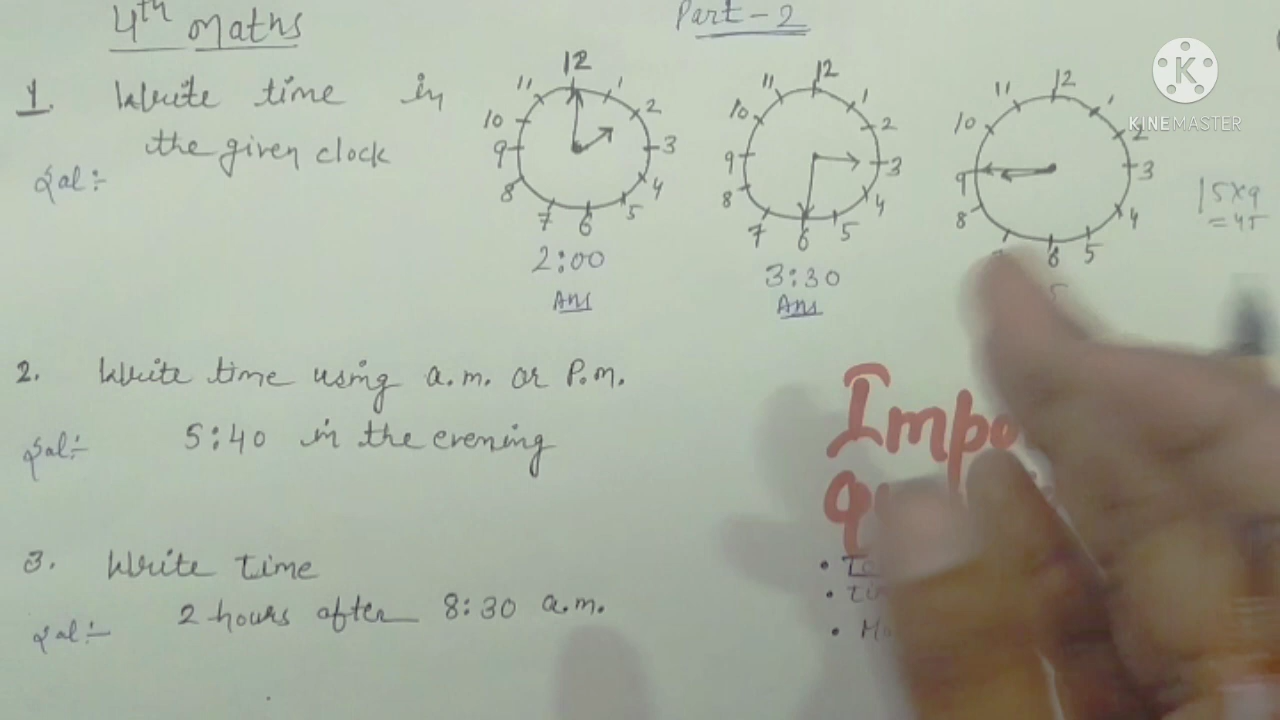 4th maths
Part - 2
1. Write time in
the given clock
Sol:-
12
11 1
10 2
9 3
8 4
7 5
6
2:00
Ans
12
11 1
10 2
9 3
8 4
7 5
6
3:30
Ans
12
11 1
10 2
9 3
8 4
5
6
5
15x9
=45
K
KINEMASTER
2. Write time using a.m. or P.m.
Sol:- 5:40 in the evening
3. Write time
Sol:- 2 hours after 8:30 a.m.